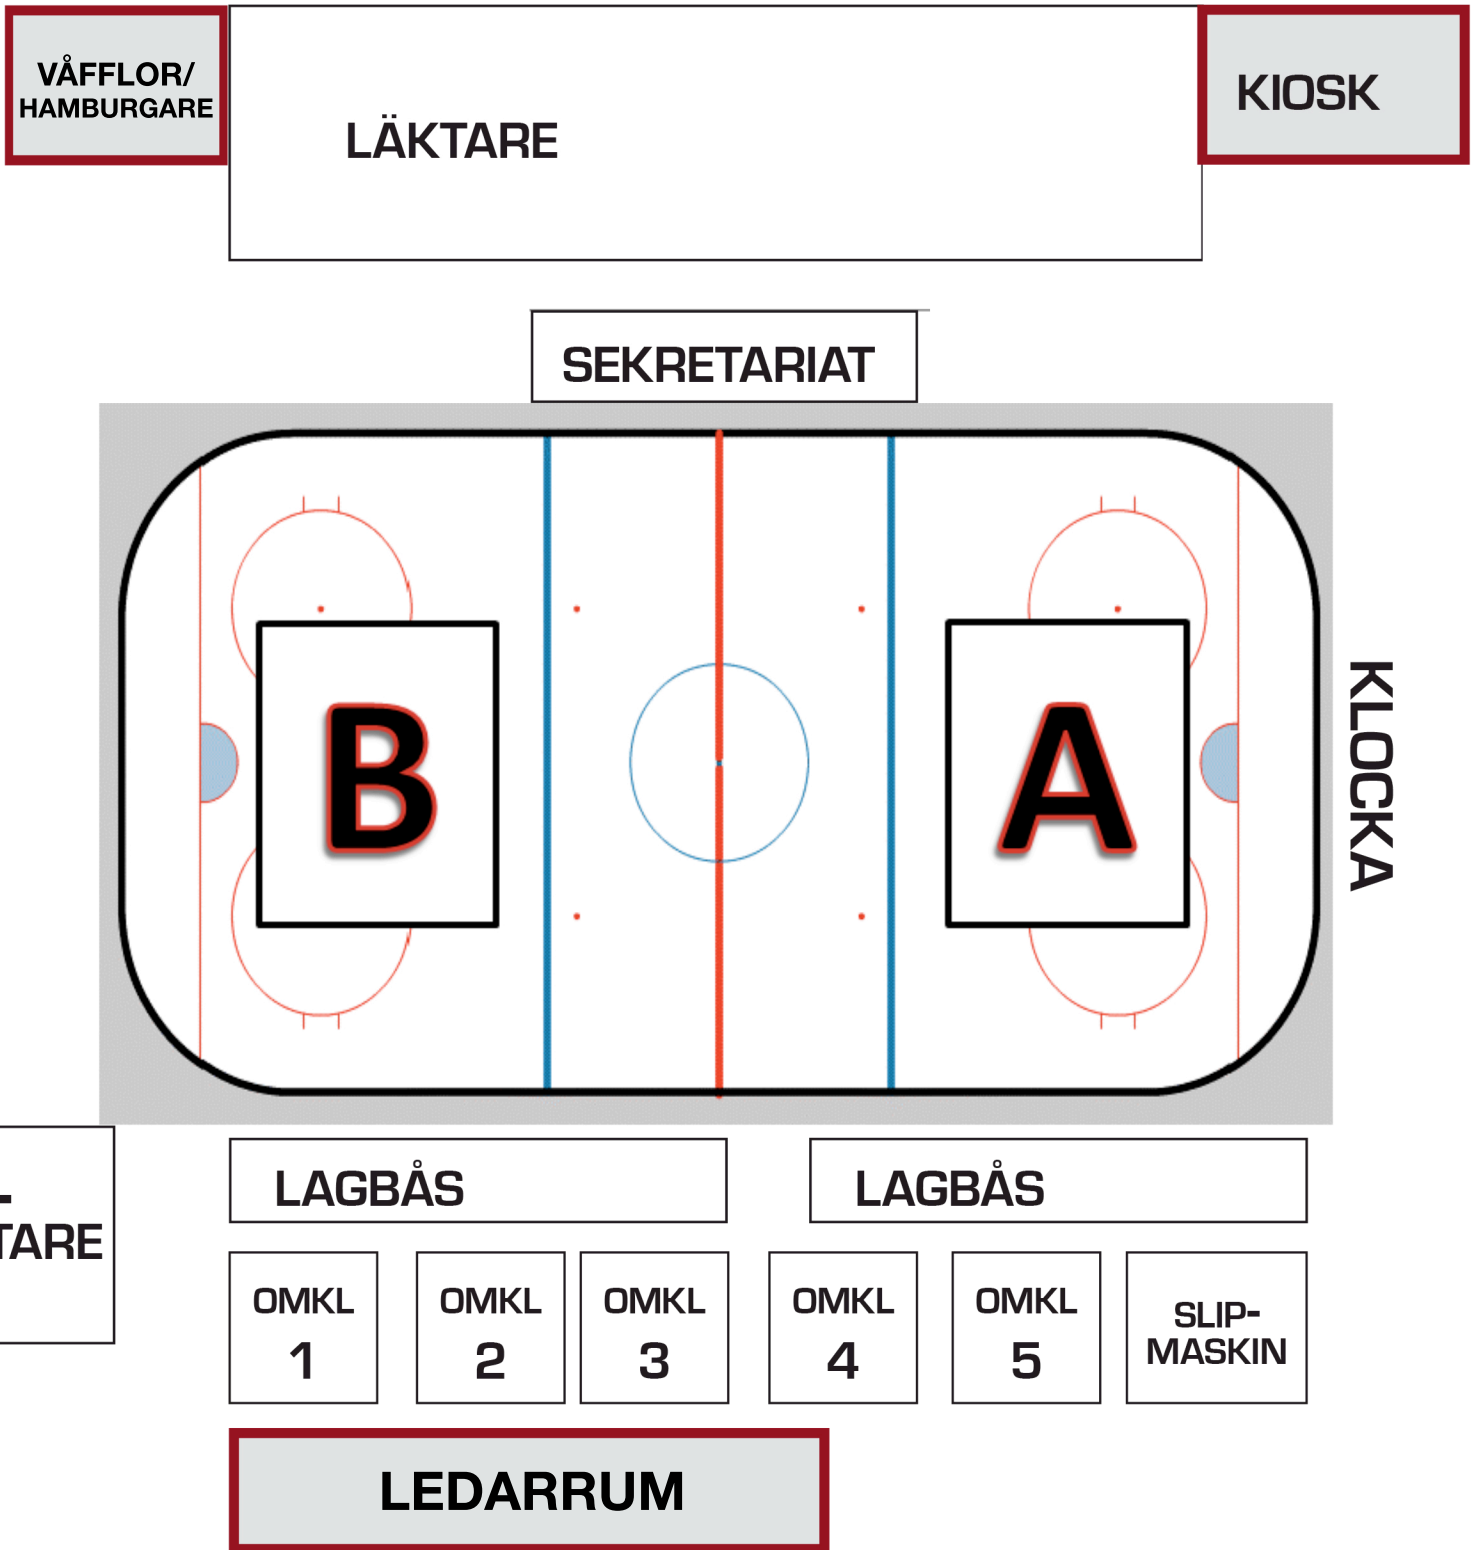 VÅFFLOR/
HAMBURGARE
LÄKTARE
KIOSK
SEKRETARIAT
B
A
KLOCKA
TARE
LAGBÅS
LAGBÅS
OMKL
1
OMKL
2
OMKL
3
OMKL
4
OMKL
5
SLIP-
MASKIN
LEDARRUM